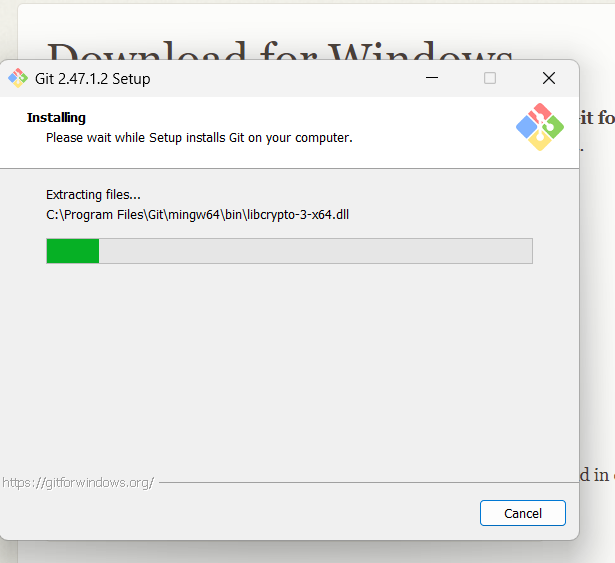 Download for Windows
Git 2.47.1.2 Setup
Installing
Please wait while Setup installs Git on your computer.
it fo
.
Extracting files...
C:\Program Files\Git\mingw64\bin\libcrypto-3-x64.dll
d in
https://gitforwindows.org/
Cancel